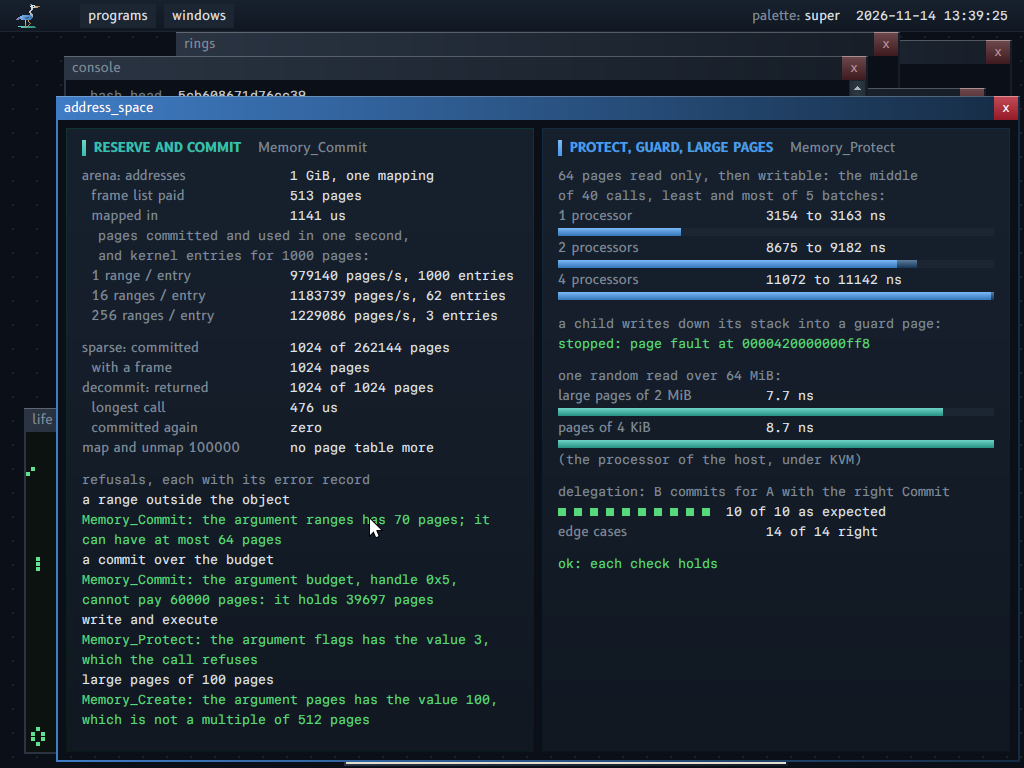 programs windows palette: super 2026-11-14 13:39:25
rings x
x
console x
address_space x
RESERVE AND COMMIT Memory_Commit
arena: addresses 1 GiB, one mapping
frame list paid 513 pages
mapped in 1141 us
pages committed and used in one second,
and kernel entries for 1000 pages:
1 range / entry 979140 pages/s, 1000 entries
16 ranges / entry 1183739 pages/s, 62 entries
256 ranges / entry 1229086 pages/s, 3 entries
sparse: committed 1024 of 262144 pages
with a frame 1024 pages
decommit: returned 1024 of 1024 pages
longest call 476 us
committed again zero
map and unmap 100000 no page table more
refusals, each with its error record
a range outside the object
Memory_Commit: the argument ranges has 70 pages; it
can have at most 64 pages
a commit over the budget
Memory_Commit: the argument budget, handle 0x5,
cannot pay 60000 pages: it holds 39697 pages
write and execute
Memory_Protect: the argument flags has the value 3,
which the call refuses
large pages of 100 pages
Memory_Create: the argument pages has the value 100,
which is not a multiple of 512 pages
PROTECT, GUARD, LARGE PAGES Memory_Protect
64 pages read only, then writable: the middle
of 40 calls, least and most of 5 batches:
1 processor 3154 to 3163 ns
2 processors 8675 to 9182 ns
4 processors 11072 to 11142 ns
a child writes down its stack into a guard page:
stopped: page fault at 0000420000000ff8
one random read over 64 MiB:
large pages of 2 MiB 7.7 ns
pages of 4 KiB 8.7 ns
(the processor of the host, under KVM)
delegation: B commits for A with the right Commit
10 of 10 as expected
edge cases 14 of 14 right
ok: each check holds
life